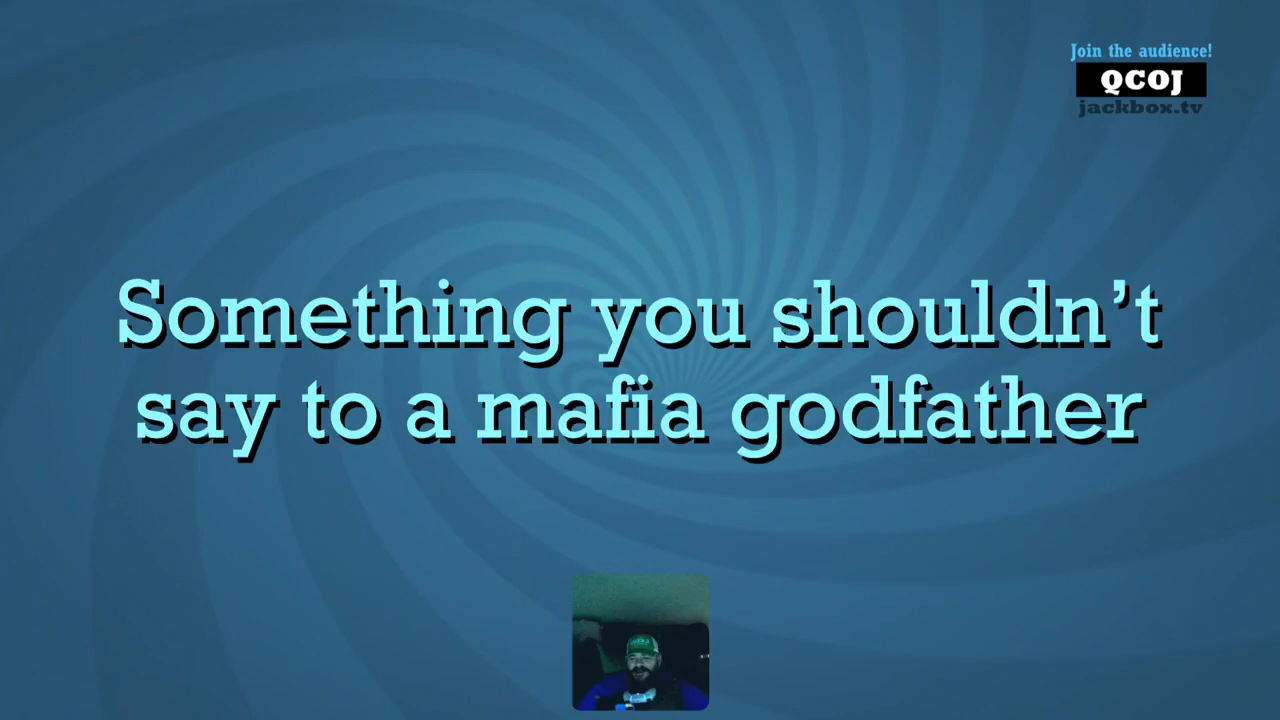 Join the audience!
QCOJ
jackbox.tv
Something you shouldn’t
say to a mafia godfather